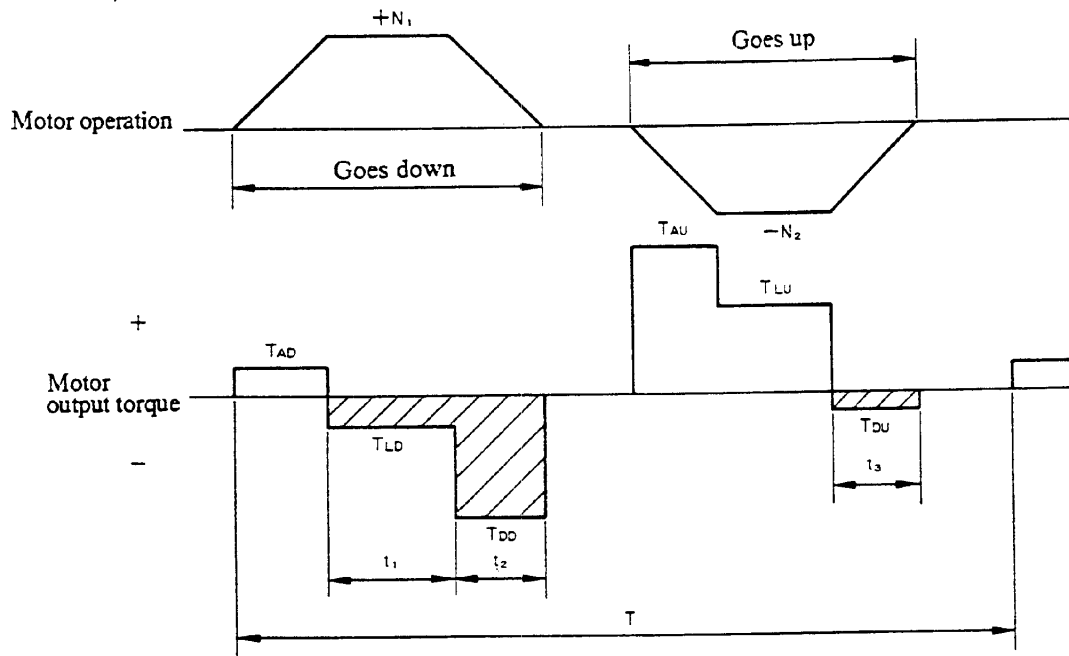 +N₁
Goes up
Motor operation
Goes down
−N₂
TAU
TLU
+
TAD
Motor
output torque
TLD
TDU
−
t₃
TDD
t₁
t₂
T